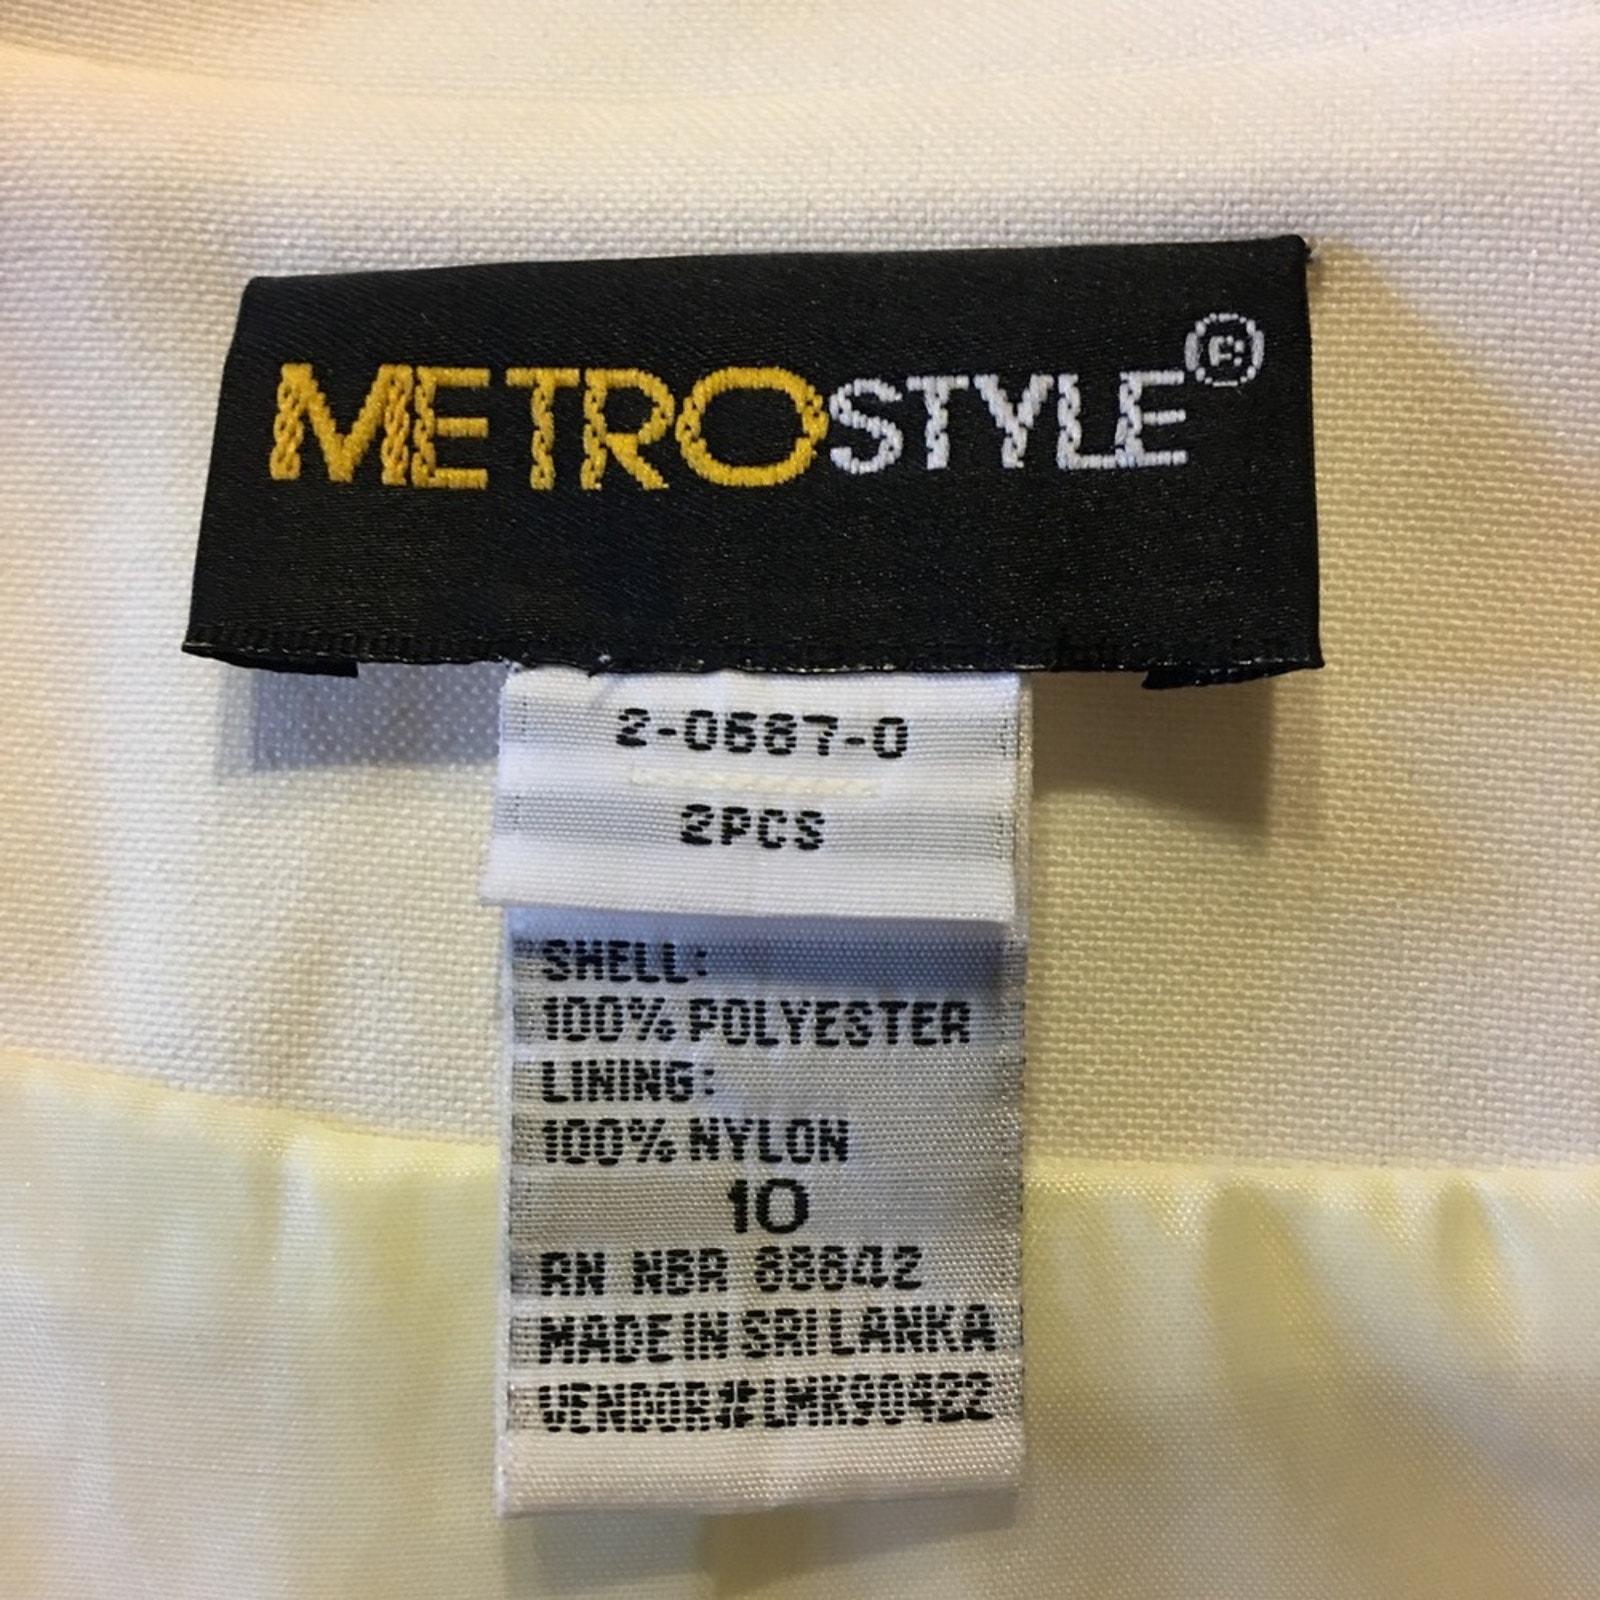 METROSTYLE®
2-0587-0
2PCS
SHELL:
100% POLYESTER
LINING:
100% NYLON
10
RN NBR 88642
MADE IN SRI LANKA
VENDOR#LMK90422